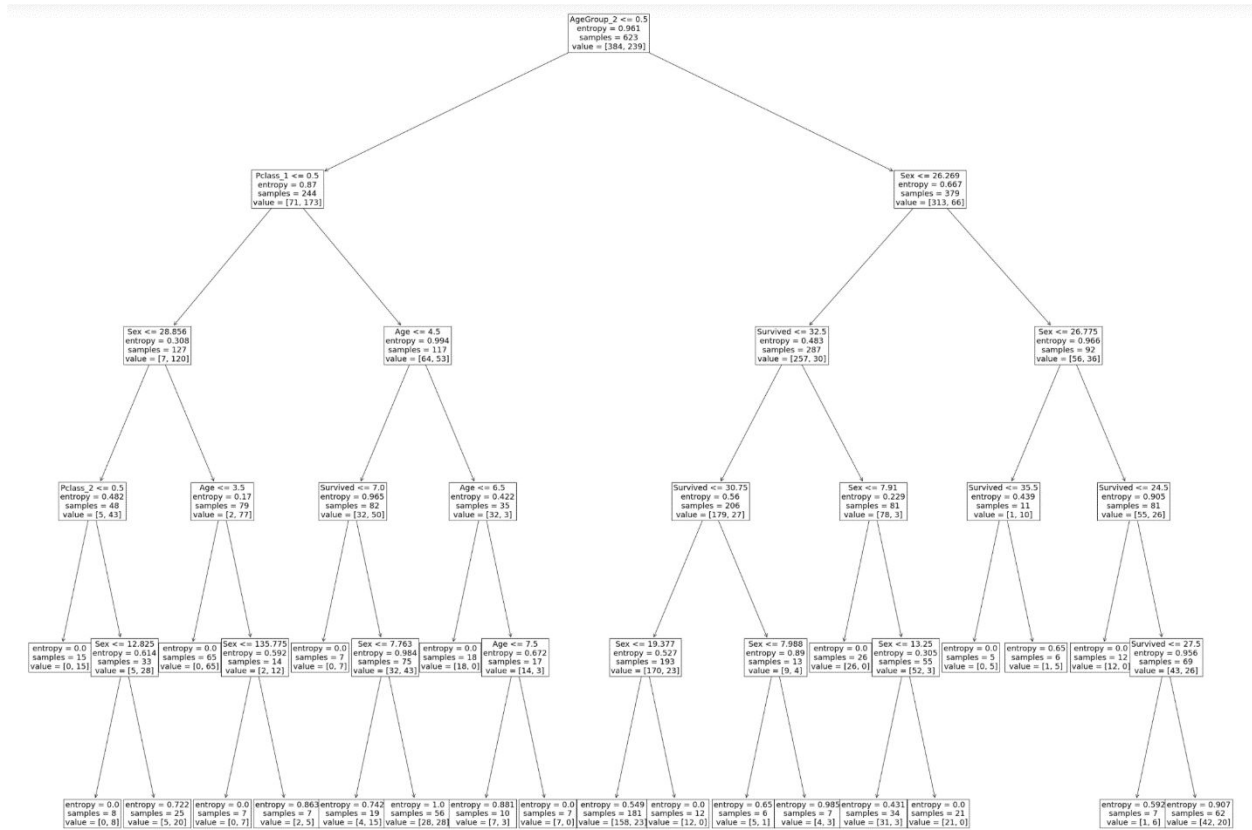 AgeGroup_2 <= 0.5
entropy = 0.961
samples = 623
value = [384, 239]
Pclass_1 <= 0.5
entropy = 0.87
samples = 244
value = [71, 173]
Sex <= 26.269
entropy = 0.667
samples = 379
value = [313, 66]
Sex <= 28.856
entropy = 0.308
samples = 127
value = [7, 120]
Age <= 4.5
entropy = 0.994
samples = 117
value = [64, 53]
Survived <= 32.5
entropy = 0.483
samples = 287
value = [257, 30]
Sex <= 26.775
entropy = 0.966
samples = 92
value = [56, 36]
Pclass_2 <= 0.5
entropy = 0.482
samples = 48
value = [5, 43]
Age <= 3.5
entropy = 0.17
samples = 79
value = [2, 77]
Survived <= 7.0
entropy = 0.965
samples = 82
value = [32, 50]
Age <= 6.5
entropy = 0.422
samples = 35
value = [32, 3]
Survived <= 30.75
entropy = 0.56
samples = 206
value = [179, 27]
Sex <= 7.91
entropy = 0.229
samples = 81
value = [78, 3]
Survived <= 35.5
entropy = 0.439
samples = 11
value = [1, 10]
Survived <= 24.5
entropy = 0.905
samples = 81
value = [55, 26]
entropy = 0.0
samples = 15
value = [0, 15]
Sex <= 12.825
entropy = 0.614
samples = 33
value = [5, 28]
entropy = 0.0
samples = 65
value = [0, 65]
Sex <= 135.775
entropy = 0.592
samples = 14
value = [2, 12]
entropy = 0.0
samples = 7
value = [0, 7]
Sex <= 7.763
entropy = 0.984
samples = 75
value = [32, 43]
entropy = 0.0
samples = 18
value = [18, 0]
Age <= 7.5
entropy = 0.672
samples = 17
value = [14, 3]
Sex <= 19.377
entropy = 0.527
samples = 193
value = [170, 23]
Sex <= 7.988
entropy = 0.89
samples = 13
value = [9, 4]
entropy = 0.0
samples = 26
value = [26, 0]
Sex <= 13.25
entropy = 0.305
samples = 55
value = [52, 3]
entropy = 0.0
samples = 5
value = [0, 5]
entropy = 0.65
samples = 6
value = [1, 5]
entropy = 0.0
samples = 12
value = [12, 0]
Survived <= 27.5
entropy = 0.956
samples = 69
value = [43, 26]
entropy = 0.0
samples = 8
value = [0, 8]
entropy = 0.722
samples = 25
value = [5, 20]
entropy = 0.0
samples = 7
value = [0, 7]
entropy = 0.863
samples = 7
value = [2, 5]
entropy = 0.742
samples = 19
value = [4, 15]
entropy = 1.0
samples = 56
value = [28, 28]
entropy = 0.881
samples = 10
value = [7, 3]
entropy = 0.0
samples = 7
value = [7, 0]
entropy = 0.549
samples = 181
value = [158, 23]
entropy = 0.0
samples = 12
value = [12, 0]
entropy = 0.65
samples = 6
value = [5, 1]
entropy = 0.985
samples = 7
value = [4, 3]
entropy = 0.431
samples = 34
value = [31, 3]
entropy = 0.0
samples = 21
value = [21, 0]
entropy = 0.592
samples = 7
value = [1, 6]
entropy = 0.907
samples = 62
value = [42, 20]